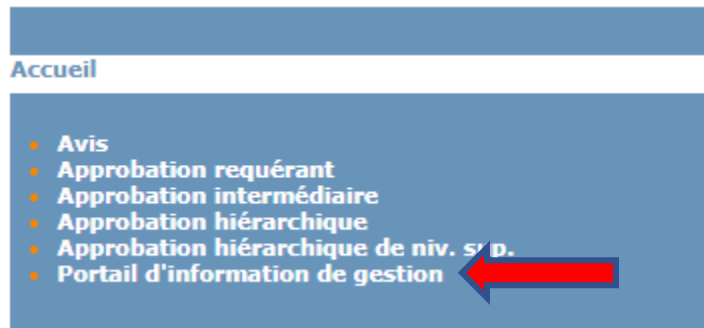 Accueil
Avis
Approbation requérant
Approbation intermédiaire
Approbation hiérarchique
Approbation hiérarchique de niv. sup.
Portail d'information de gestion